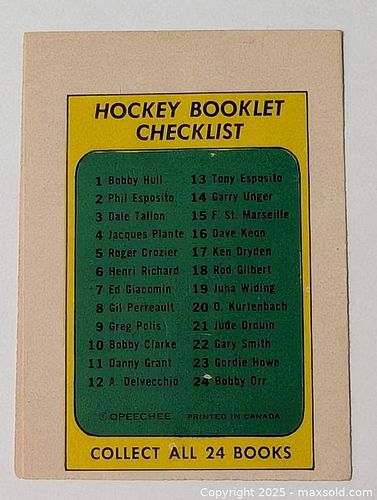 HOCKEY BOOKLET
CHECKLIST
1 Bobby Hull 13 Tony Esposito
2 Phil Esposito 14 Garry Unger
3 Dale Tallon 15 F. St. Marseille
4 Jacques Plante 16 Dave Keon
5 Roger Crozier 17 Ken Dryden
6 Henri Richard 18 Rod Gilbert
7 Ed Giacomin 19 Juha Widing
8 Gil Perreault 20 O. Kurtenbach
9 Greg Polis 21 Jude Drouin
10 Bobby Clarke 22 Gary Smith
11 Danny Grant 23 Gordie Howe
12 A. Delvecchio 24 Bobby Orr
© OPEECHEE PRINTED IN CANADA
COLLECT ALL 24 BOOKS
Copyright 2025 - maxsold.com